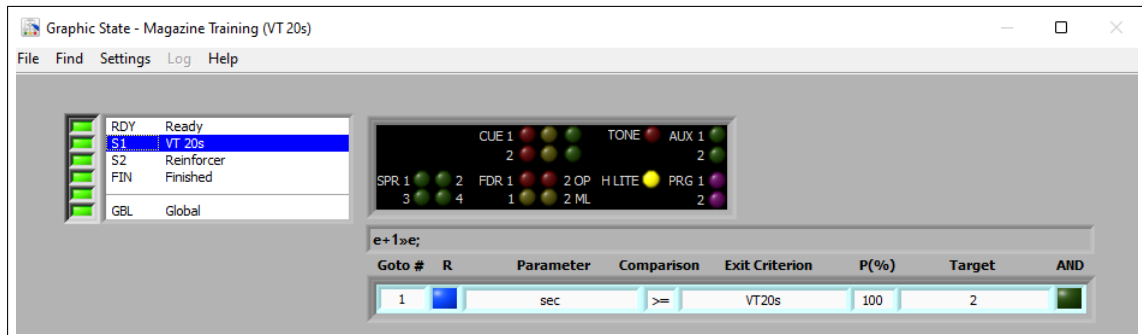 Graphic State - Magazine Training (VT 20s)
File Find Settings Log Help
RDY Ready
S1 VT 20s
S2 Reinforcer
FIN Finished
GBL Global
CUE 1 TONE AUX 1
2 2
SPR 1 2 FDR 1 2 OP H LITE PRG 1
3 4 1 2 ML 2
e+1»e;
Goto # R Parameter Comparison Exit Criterion P(%) Target AND
1 sec >= VT20s 100 2